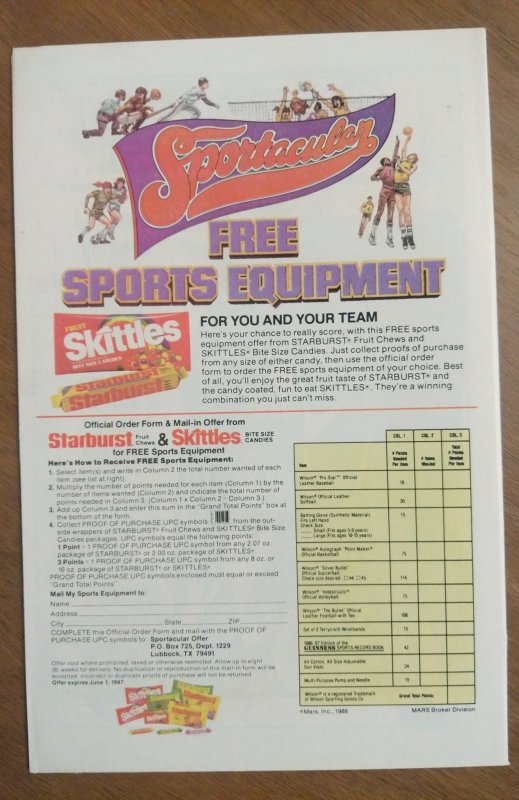 Sportacular
FREE
SPORTS EQUIPMENT
FRUIT
Skittles
BITE SIZE CANDIES
Starburst
Starburst
FOR YOU AND YOUR TEAM
Here's your chance to really score, with this FREE sports
equipment offer from STARBURST® Fruit Chews and
SKITTLES® Bite Size Candies. Just collect proofs of purchase
from any size of either candy, then use the official order
form to order the FREE sports equipment of your choice. Best
of all, you'll enjoy the great fruit taste of STARBURST® and
the candy coated, fun to eat SKITTLES®. They're a winning
combination you just can't miss.
Official Order Form & Mail-in Offer from
Starburst Fruit Chews & Skittles BITE SIZE CANDIES
for FREE Sports Equipment
Here's How to Receive FREE Sports Equipment:
1. Select item(s) and write in Column 2 the total number wanted of each
item (see list at right).
2. Multiply the number of points needed for each item (Column 1) by the
number of items wanted (Column 2) and indicate the total number of
points needed in Column 3. (Column 1 x Column 2 = Column 3.)
3. Add up Column 3 and enter this sum in the "Grand Total Points" box at
the bottom of the form.
4. Collect PROOF OF PURCHASE UPC symbols from the out-
side wrappers of STARBURST® Fruit Chews and SKITTLES® Bite Size
Candies packages. UPC symbols equal the following points:
1 Point – 1 PROOF OF PURCHASE UPC symbol from any 2.07 oz.
package of STARBURST® or 2.00 oz. package of SKITTLES®
3 Points – 1 PROOF OF PURCHASE UPC symbol from any 8 oz. or
16 oz. package of STARBURST® or SKITTLES®
PROOF OF PURCHASE UPC symbols enclosed must equal or exceed
"Grand Total Points"
Mail My Sports Equipment to:
Name
Address
City State ZIP
COMPLETE this Official Order Form and mail with the PROOF OF
PURCHASE UPC symbols to: Sportacular Offer
P.O. Box 725, Dept. 1229
Lubbock, TX 79491
Offer void where prohibited, taxed or otherwise restricted. Allow up to eight
(8) weeks for delivery. No duplication or reproduction of this mail-in form will be
accepted. Incorrect or duplicate proofs of purchase will not be returned.
Offer expires June 1, 1987.
Skittles
COL. 1 COL. 2 COL. 3
Item # Points Needed Per Item # Items Wanted Total # Points Needed Per Item
Wilson® "Pro Star" Official
Leather Baseball
Wilson® Official Leather
Softball 30
Batting Glove (Synthetic Material) 15
Fits Left Hand
Check Size:
Small (Fits ages 5-9 years)
Large (Fits ages 10-15 years)
Wilson® Autograph "Point Maker"
Official Basketball 75
Wilson® "Silver Bullet"
Official Soccerball
Check size desired: □ #4 □ #5 114
Wilson® "Indestructo"
Official Volleyball 75
Wilson® "The Bullet" Official
Leather Football with Tee
Set of 2 Terrycloth Wristbands 15
1986-87 Edition of the
GUINNESS SPORTS RECORD BOOK 42
All Cotton, All Size Adjustable
Sun Visor 24
Multi-Purpose Pump and Needle 15
Wilson® is a registered Trademark
of Wilson Sporting Goods Co. Grand Total Points
©Mars, Inc., 1986 MARS Broker Division